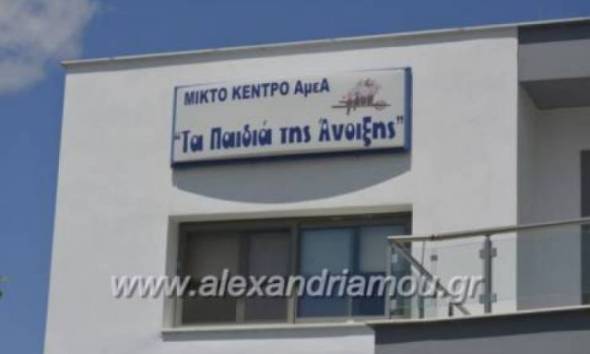 ΜΙΚΤΟ ΚΕΝΤΡΟ ΑμεΑ
"Τα Παιδιά της Άνοιξης"
www.alexandriamou.gr